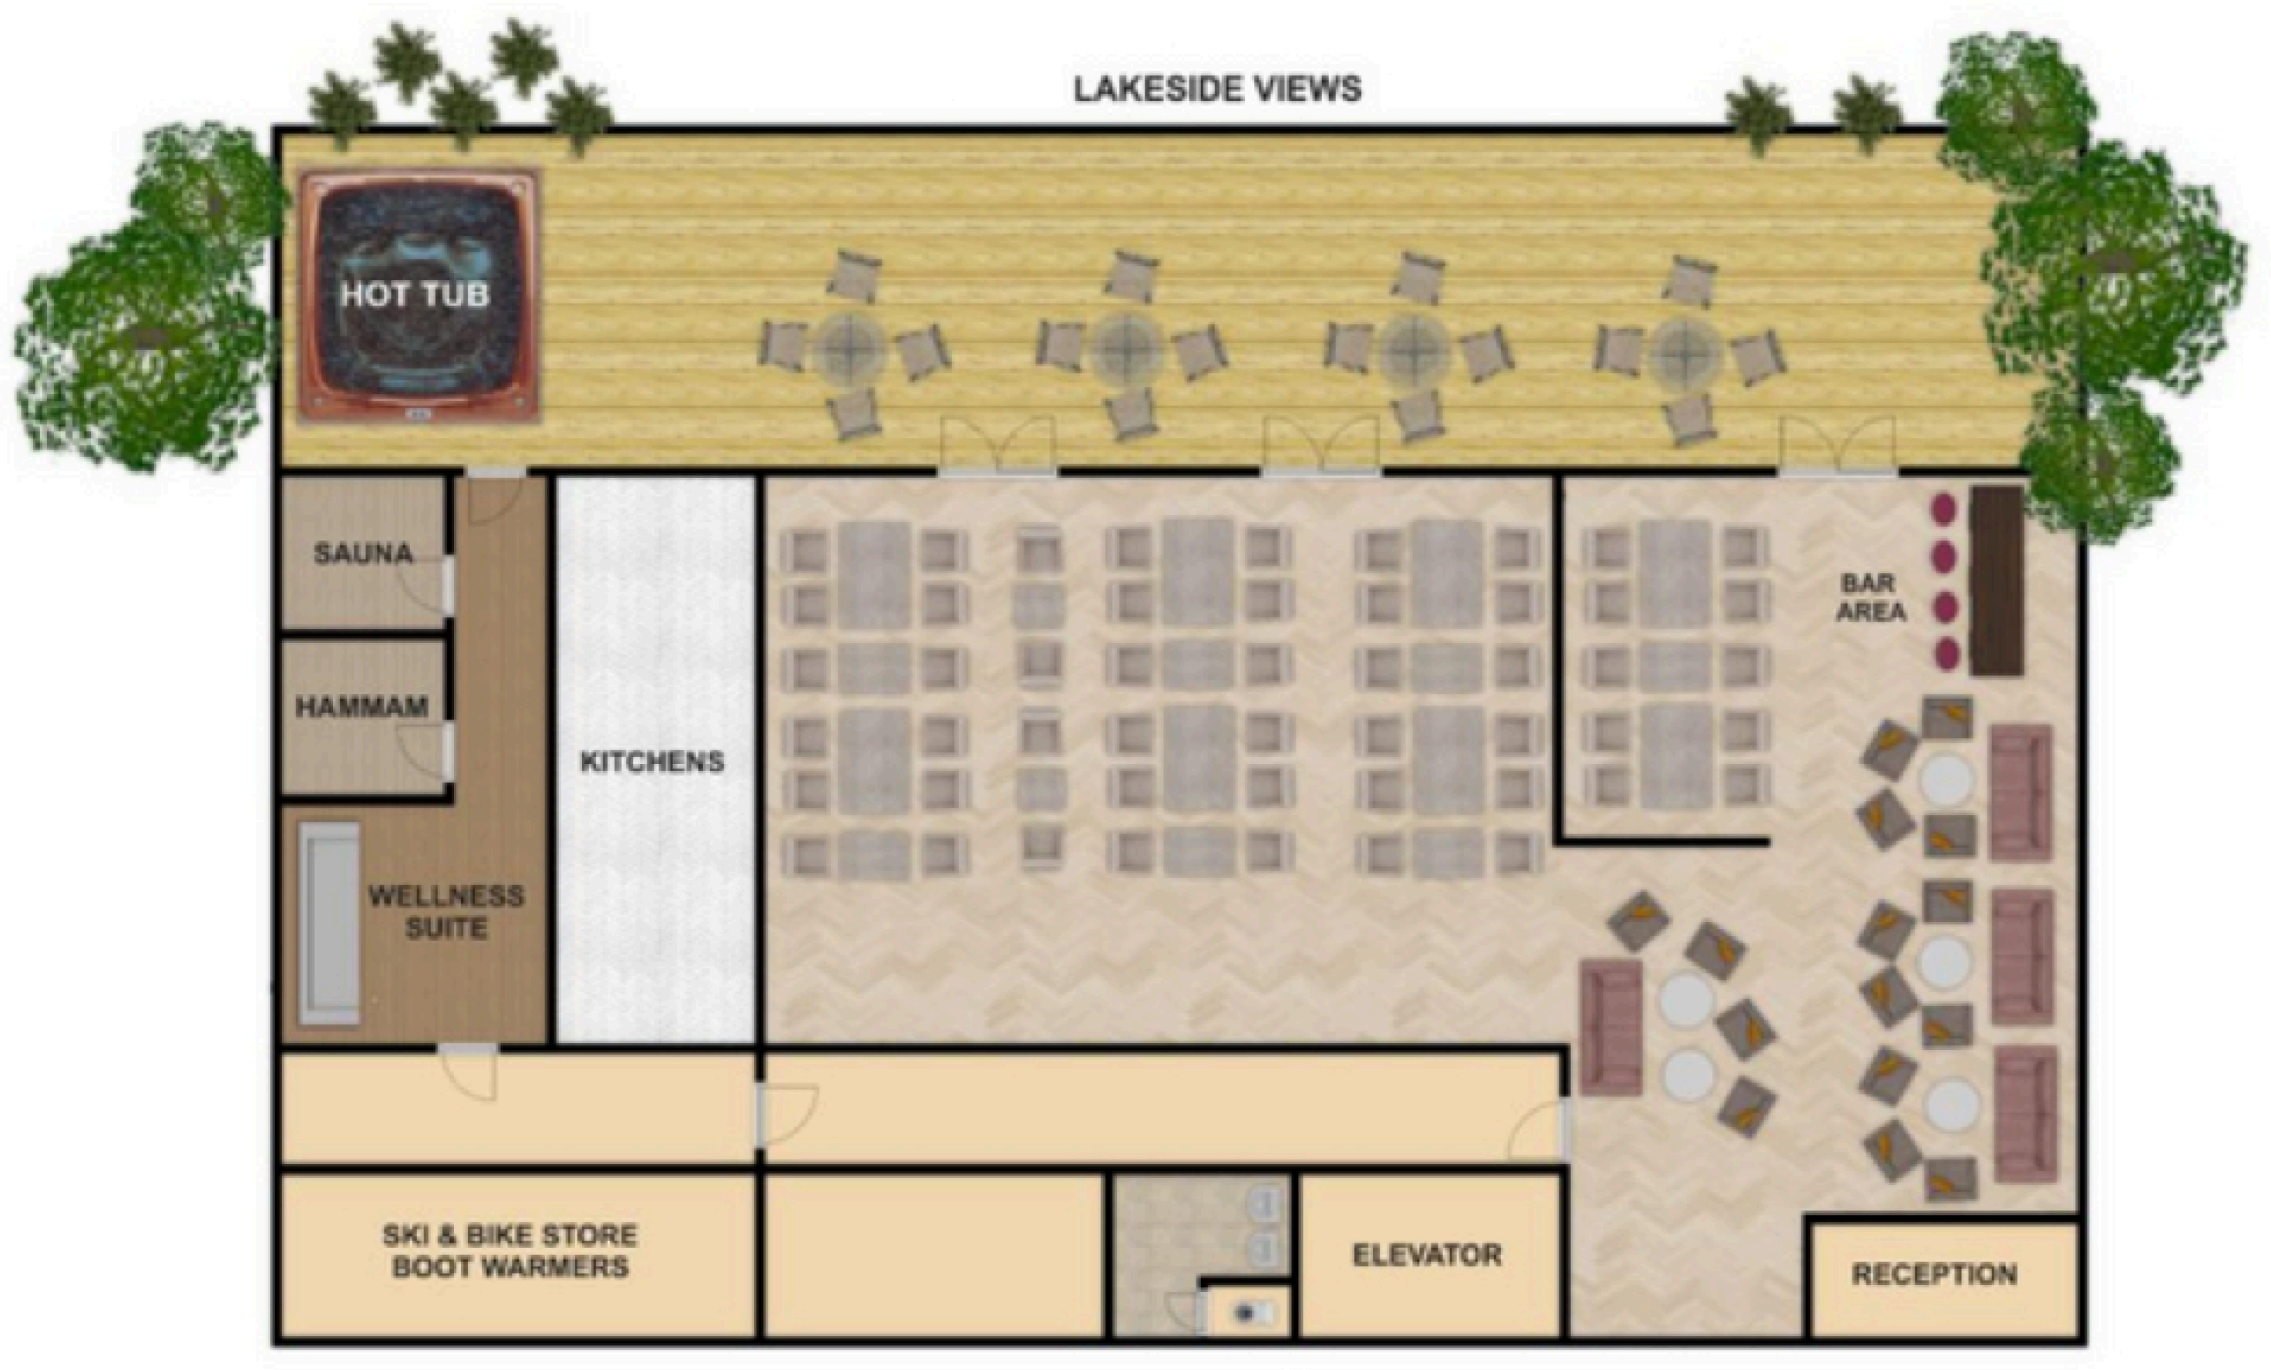 LAKESIDE VIEWS
HOT TUB
SAUNA
HAMMAM
WELLNESS
SUITE
KITCHENS
BAR
AREA
SKI & BIKE STORE
BOOT WARMERS
ELEVATOR
RECEPTION